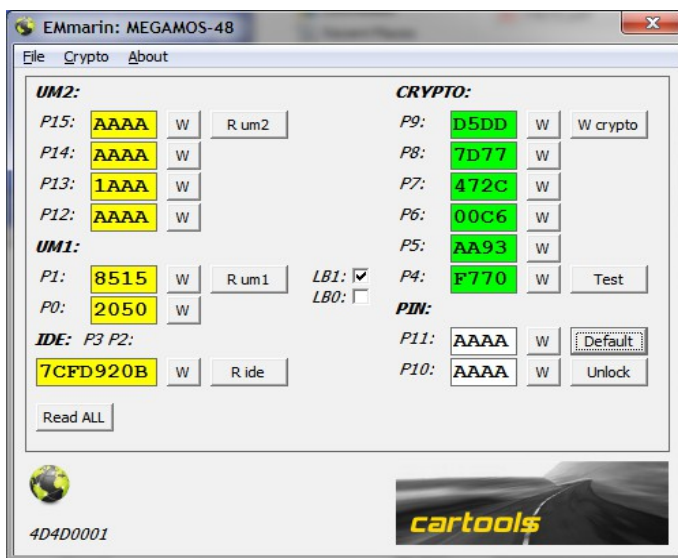 EMmarin: MEGAMOS-48
File Crypto About
UM2:
P15: AAAA W R um2
P14: AAAA W
P13: 1AAA W
P12: AAAA W
UM1:
P1: 8515 W R um1
P0: 2050 W
LB1:
LB0:
IDE: P3 P2:
7CFD920B W R ide
Read ALL
CRYPTO:
P9: D5DD W W crypto
P8: 7D77 W
P7: 472C W
P6: 00C6 W
P5: AA93 W
P4: F770 W Test
PIN:
P11: AAAA W Default
P10: AAAA W Unlock
4D4D0001
cartools